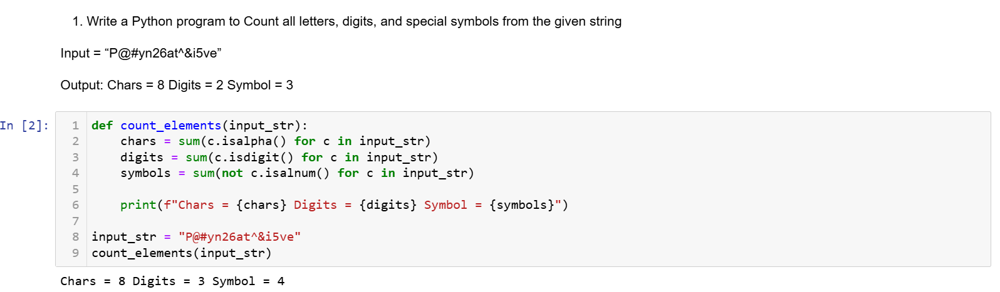 1. Write a Python program to Count all letters, digits, and special symbols from the given string
Input = “P@#yn26at^&i5ve”
Output: Chars = 8 Digits = 2 Symbol = 3
In [2]:
1 def count_elements(input_str):
2     chars = sum(c.isalpha() for c in input_str)
3     digits = sum(c.isdigit() for c in input_str)
4     symbols = sum(not c.isalnum() for c in input_str)
5
6     print(f"Chars = {chars} Digits = {digits} Symbol = {symbols}")
7
8 input_str = "P@#yn26at^&i5ve"
9 count_elements(input_str)
Chars = 8 Digits = 3 Symbol = 4